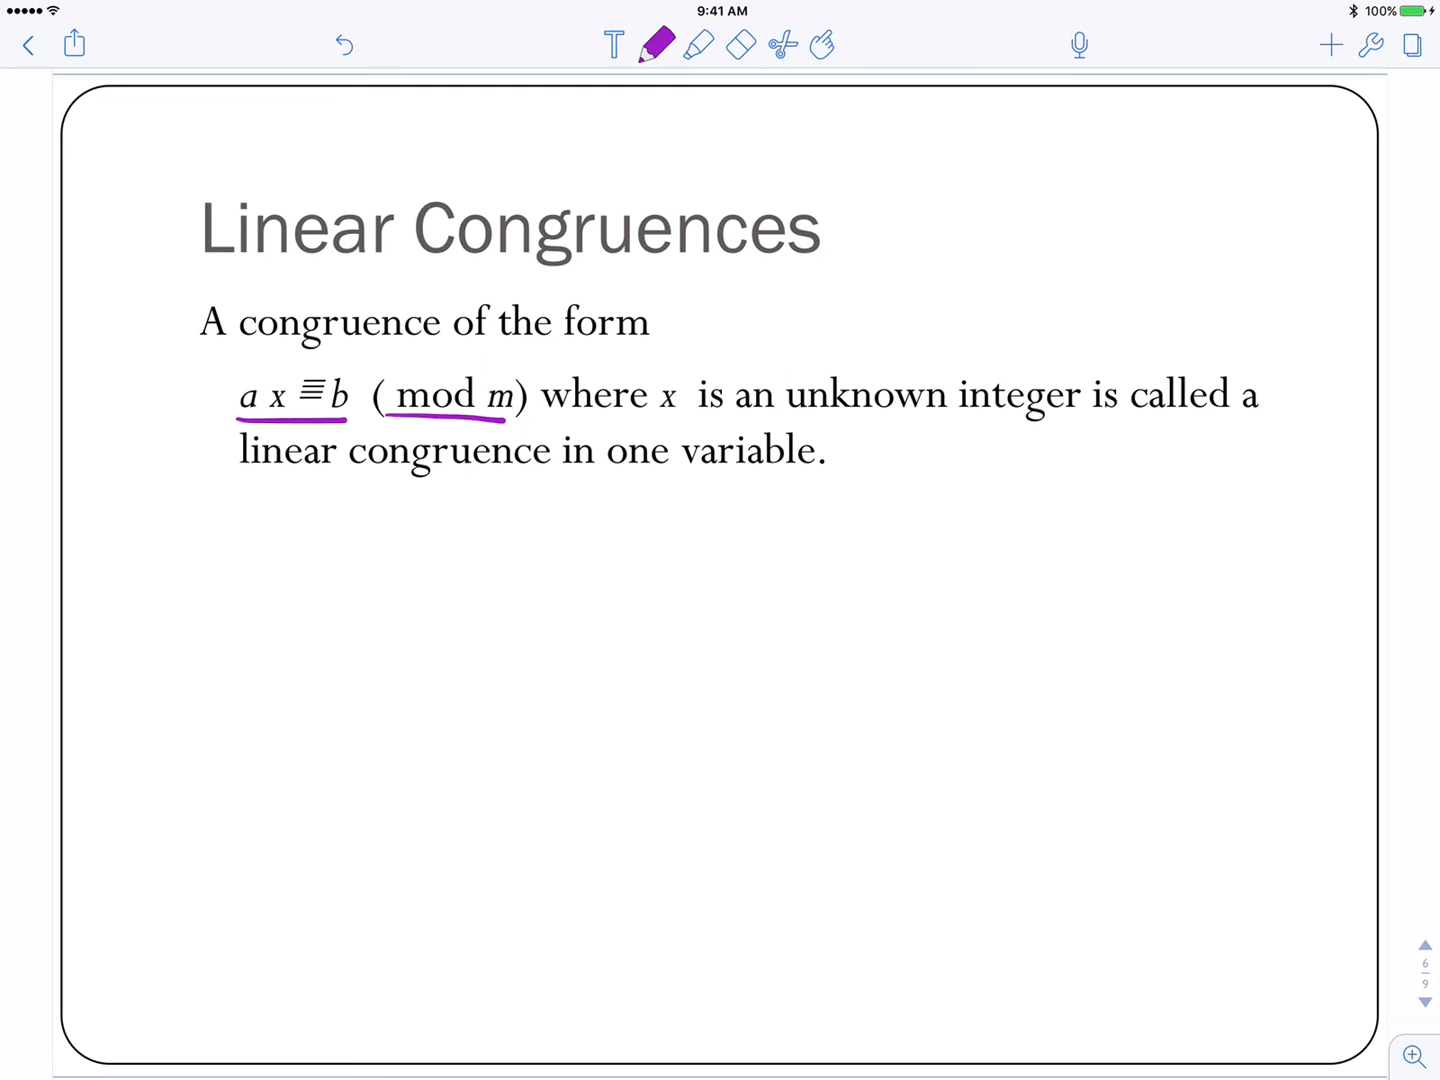 9:41 AM
100%
Linear Congruences
A congruence of the form
a x ≡ b ( mod m) where x is an unknown integer is called a
linear congruence in one variable.
6
9